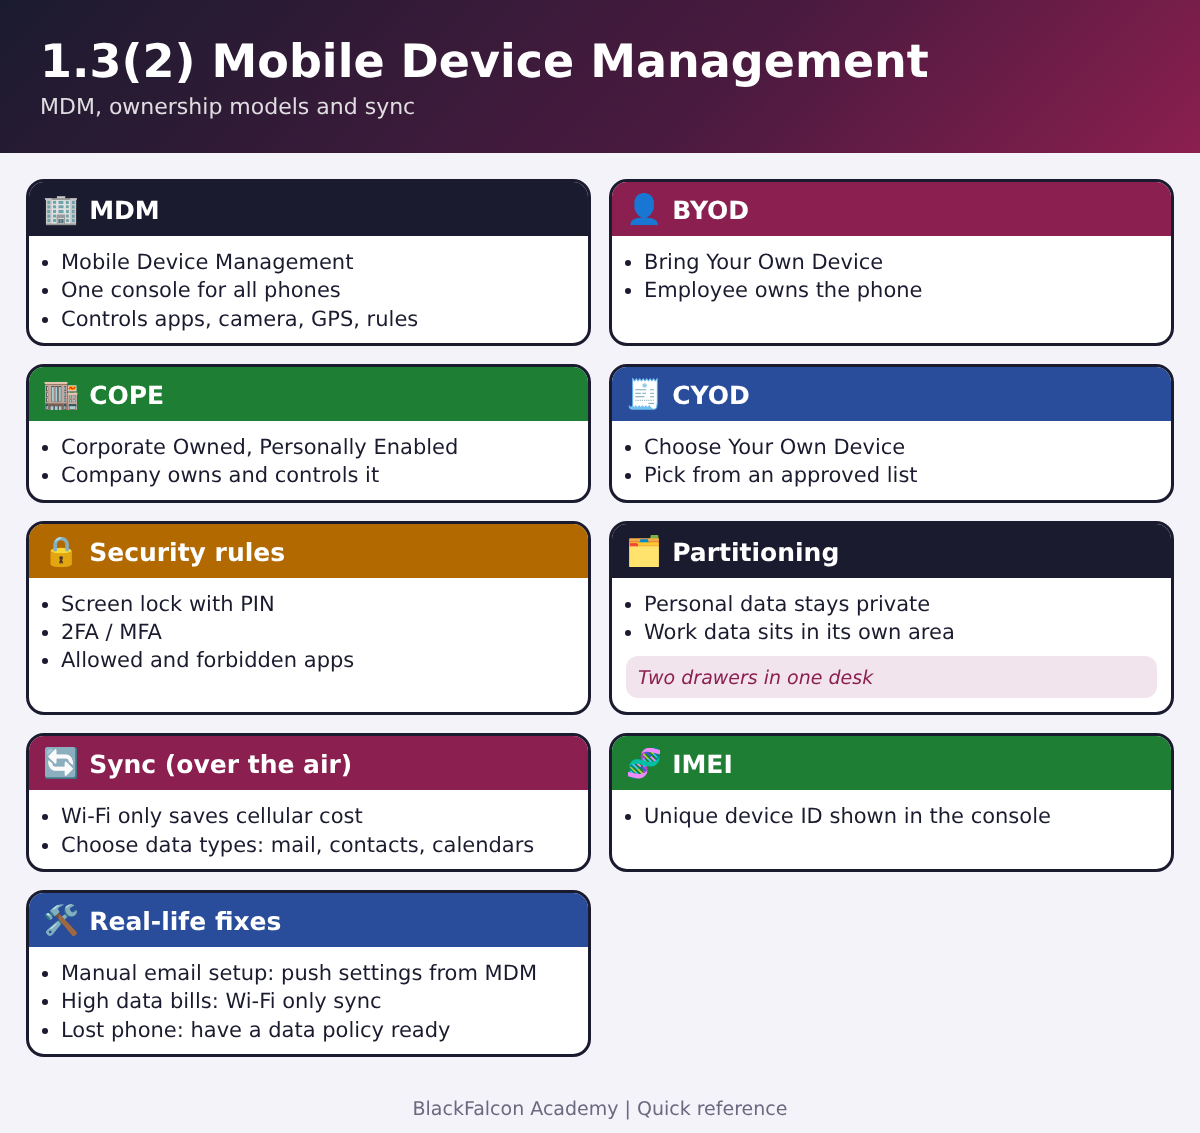 1.3(2) Mobile Device Management
MDM, ownership models and sync
MDM
• Mobile Device Management
• One console for all phones
• Controls apps, camera, GPS, rules
BYOD
• Bring Your Own Device
• Employee owns the phone
COPE
• Corporate Owned, Personally Enabled
• Company owns and controls it
CYOD
• Choose Your Own Device
• Pick from an approved list
Security rules
• Screen lock with PIN
• 2FA / MFA
• Allowed and forbidden apps
Partitioning
• Personal data stays private
• Work data sits in its own area
Two drawers in one desk
Sync (over the air)
• Wi-Fi only saves cellular cost
• Choose data types: mail, contacts, calendars
IMEI
• Unique device ID shown in the console
Real-life fixes
• Manual email setup: push settings from MDM
• High data bills: Wi-Fi only sync
• Lost phone: have a data policy ready
BlackFalcon Academy | Quick reference